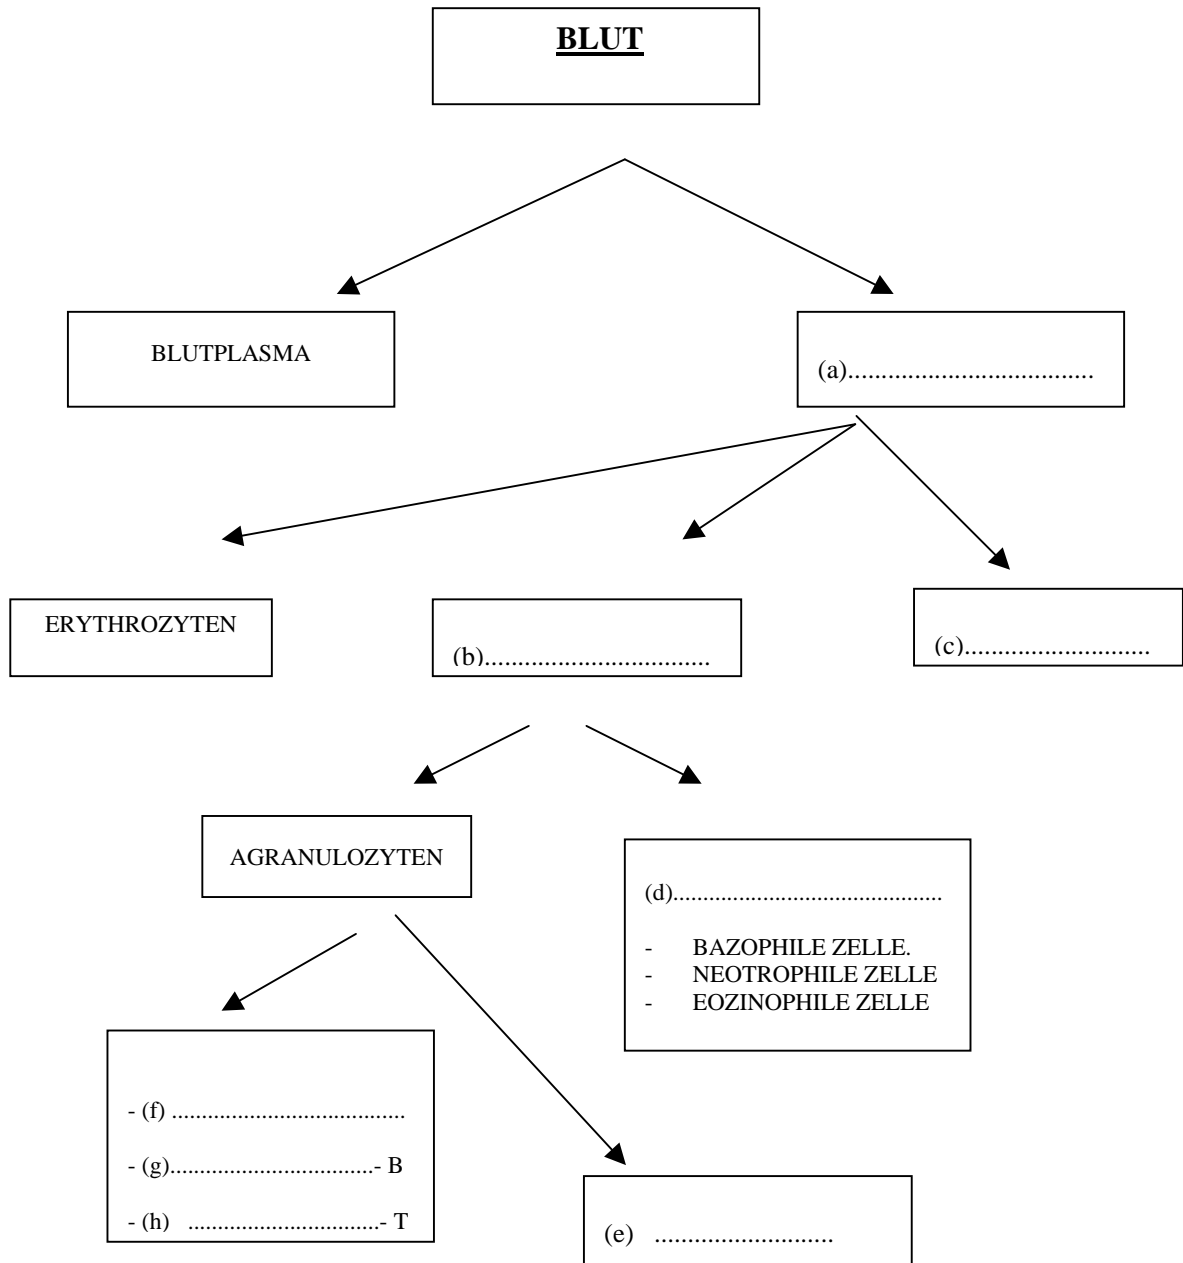 BLUT
BLUTPLASMA
(a).....................................
ERYTHROZYTEN
(b)..................................
(c)............................
AGRANULOZYTEN
(d).............................................
- BAZOPHILE ZELLE.
- NEOTROPHILE ZELLE
- EOZINOPHILE ZELLE
- (f) .......................................
- (g)..................................- B
- (h) ................................- T
(e) ...........................